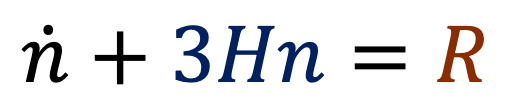 ṅ + 3Hn = R